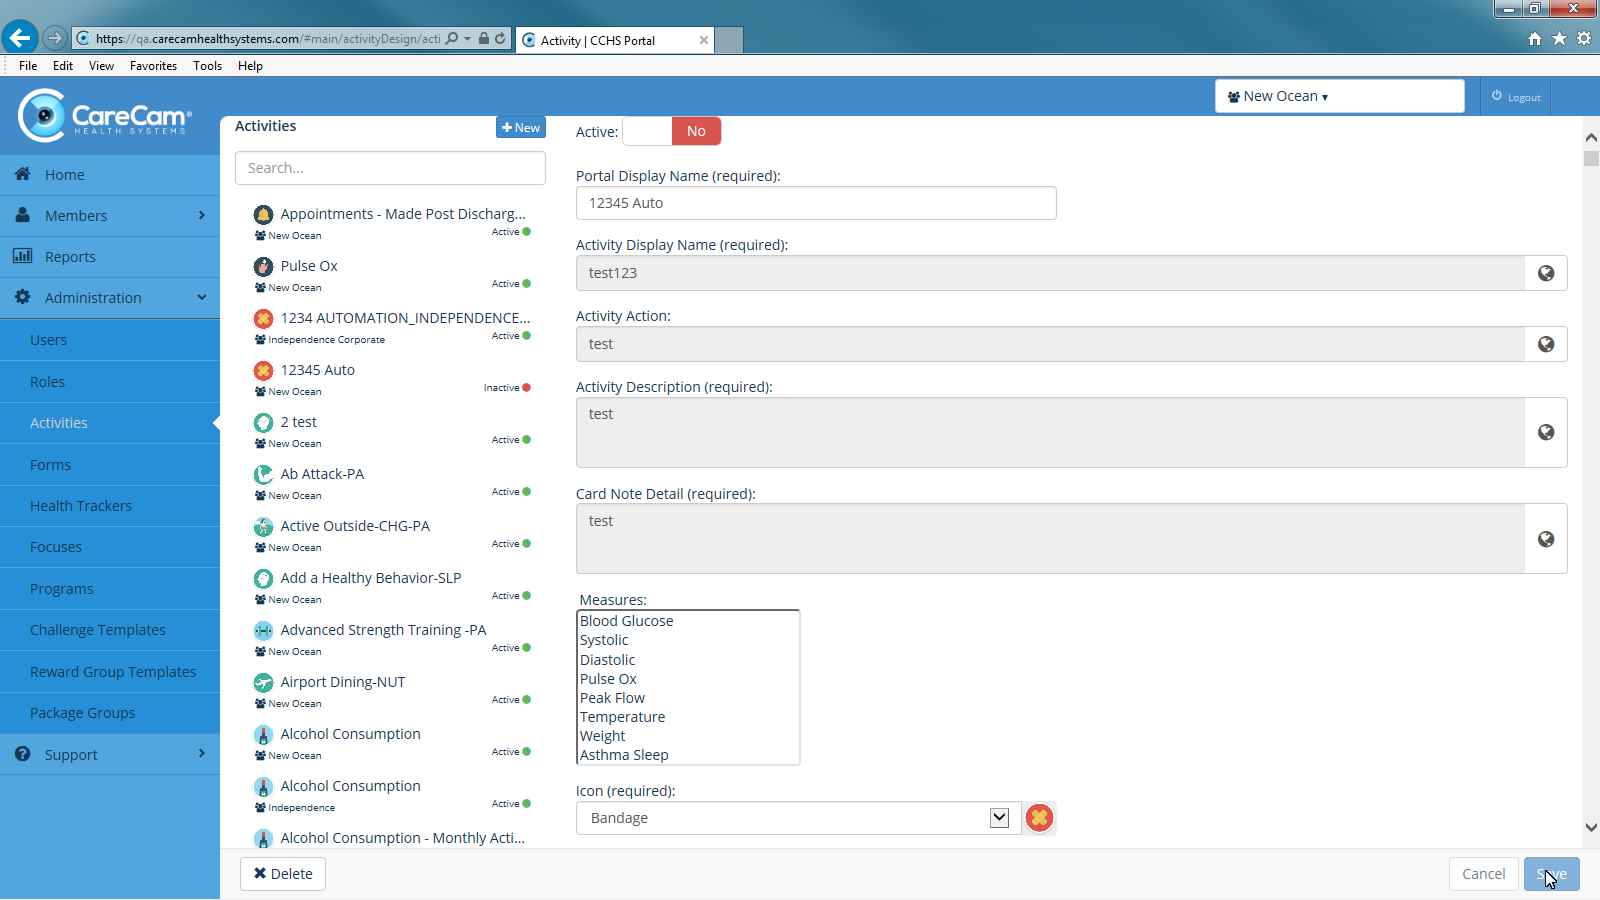 https://qa.carecamhealthsystems.com/#main/activityDesign/acti
Activity | CCHS Portal
File Edit View Favorites Tools Help
CareCam
HEALTH SYSTEMS
New Ocean
Logout
Home
Members
Reports
Administration
Users
Roles
Activities
Forms
Health Trackers
Focuses
Programs
Challenge Templates
Reward Group Templates
Package Groups
Support
Activities
+ New
Search...
Appointments - Made Post Discharg...
New Ocean Active
Pulse Ox
New Ocean Active
1234 AUTOMATION_INDEPENDENCE...
Independence Corporate Active
12345 Auto
New Ocean Inactive
2 test
New Ocean Active
Ab Attack-PA
New Ocean Active
Active Outside-CHG-PA
New Ocean Active
Add a Healthy Behavior-SLP
New Ocean Active
Advanced Strength Training -PA
New Ocean Active
Airport Dining-NUT
New Ocean Active
Alcohol Consumption
New Ocean Active
Alcohol Consumption
Independence Active
Alcohol Consumption - Monthly Acti...
Active: No
Portal Display Name (required):
12345 Auto
Activity Display Name (required):
test123
Activity Action:
test
Activity Description (required):
test
Card Note Detail (required):
test
Measures:
Blood Glucose
Systolic
Diastolic
Pulse Ox
Peak Flow
Temperature
Weight
Asthma Sleep
Icon (required):
Bandage
Delete
Cancel
Save